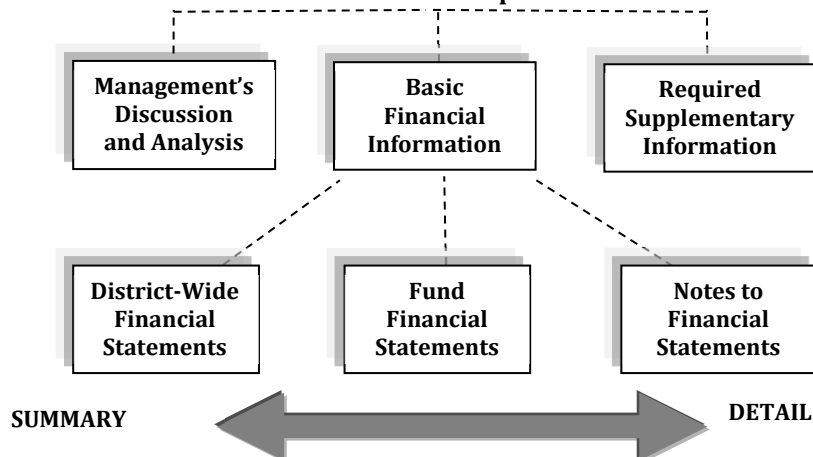 Management’s
Discussion
and Analysis
Basic
Financial
Information
Required
Supplementary
Information
District-Wide
Financial
Statements
Fund
Financial
Statements
Notes to
Financial
Statements
SUMMARY
DETAIL